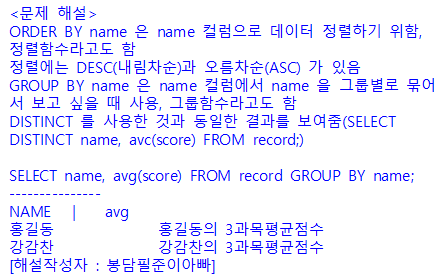 <문제 해설>
ORDER BY name 은 name 컬럼으로 데이터 정렬하기 위함,
정렬함수라고도 함
정렬에는 DESC(내림차순)과 오름차순(ASC) 가 있음
GROUP BY name 은 name 컬럼에서 name 을 그룹별로 묶어
서 보고 싶을 때 사용, 그룹함수라고도 함
DISTINCT 를 사용한 것과 동일한 결과를 보여줌(SELECT
DISTINCT name, avc(score) FROM record;)

SELECT name, avg(score) FROM record GROUP BY name;
---------------
NAME | avg
홍길동 홍길동의 3과목평균점수
강감찬 강감찬의 3과목평균점수
[해설작성자 : 봉담필준이아빠]